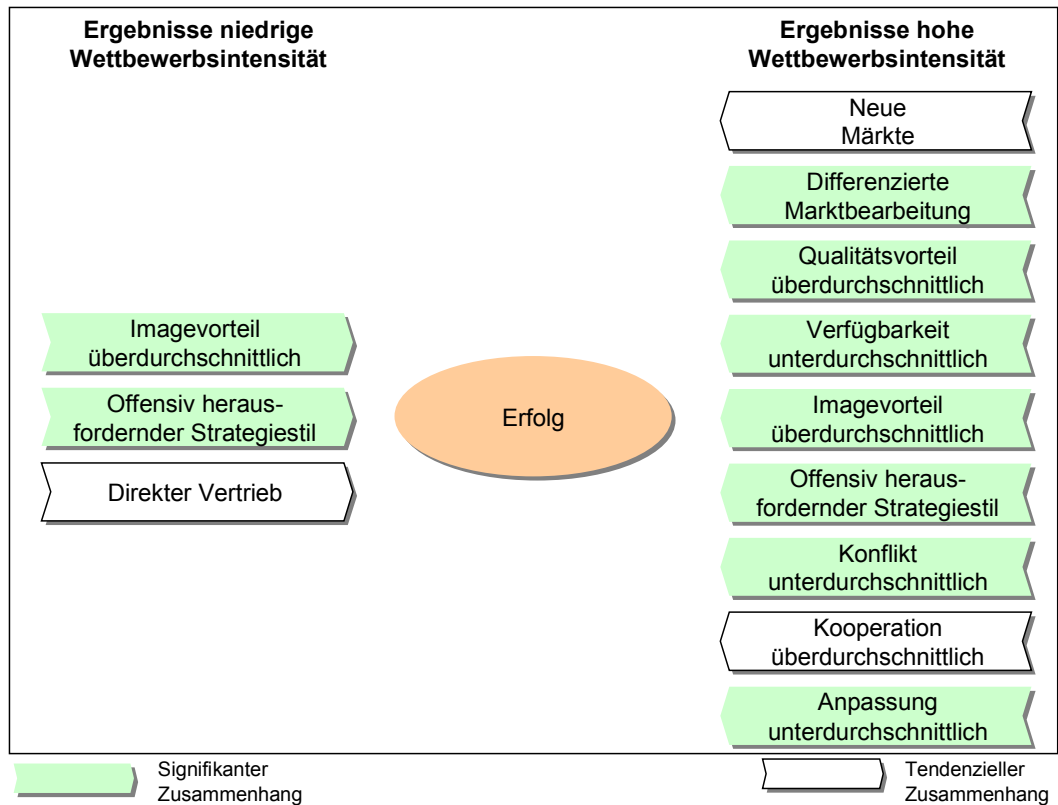 Ergebnisse niedrige
Wettbewerbsintensität
Imagevorteil
überdurchschnittlich
Offensiv heraus-
fordernder Strategiestil
Direkter Vertrieb
Erfolg
Ergebnisse hohe
Wettbewerbsintensität
Neue
Märkte
Differenzierte
Marktbearbeitung
Qualitätsvorteil
überdurchschnittlich
Verfügbarkeit
unterdurchschnittlich
Imagevorteil
überdurchschnittlich
Offensiv heraus-
fordernder Strategiestil
Konflikt
unterdurchschnittlich
Kooperation
überdurchschnittlich
Anpassung
unterdurchschnittlich
Signifikanter
Zusammenhang
Tendenzieller
Zusammenhang